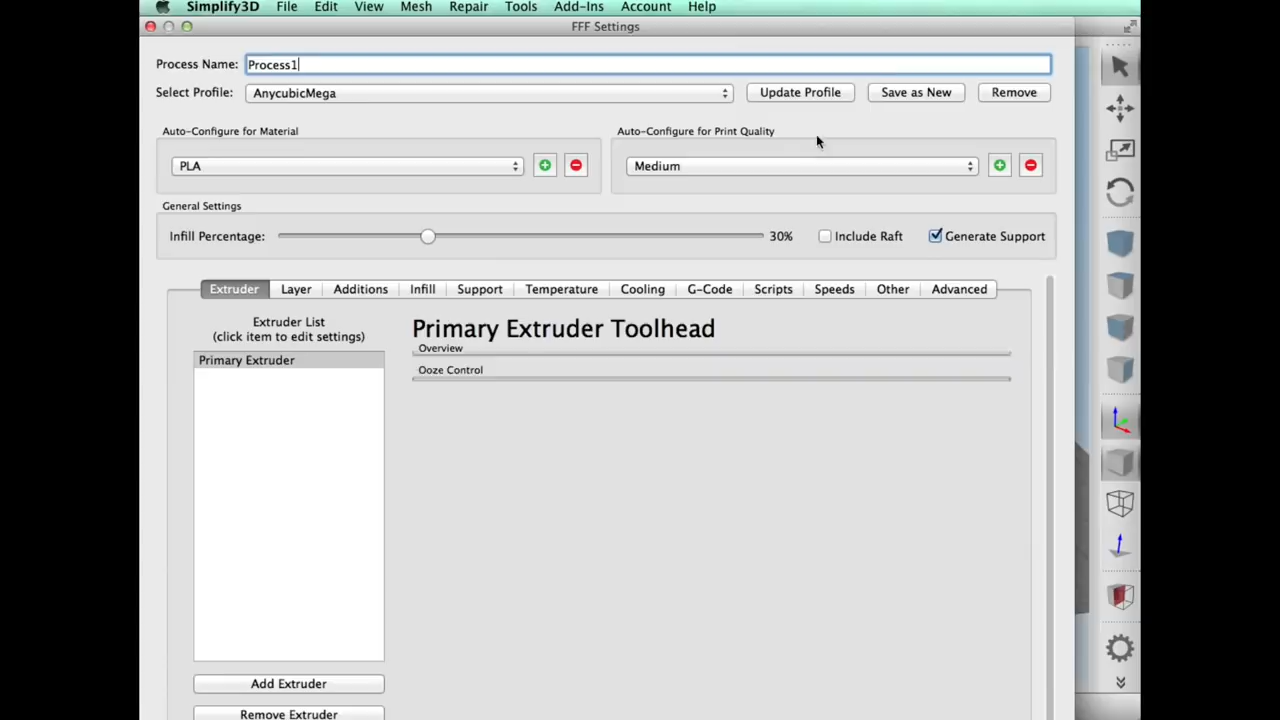 Simplify3D File Edit View Mesh Repair Tools Add-Ins Account Help
FFF Settings
Process Name: Process1
Select Profile: AnycubicMega Update Profile Save as New Remove
Auto-Configure for Material Auto-Configure for Print Quality
PLA Medium
General Settings
Infill Percentage: 30% Include Raft Generate Support
Extruder Layer Additions Infill Support Temperature Cooling G-Code Scripts Speeds Other Advanced
Extruder List
(click item to edit settings)
Primary Extruder
Primary Extruder Toolhead
Overview
Ooze Control
Add Extruder
Remove Extruder